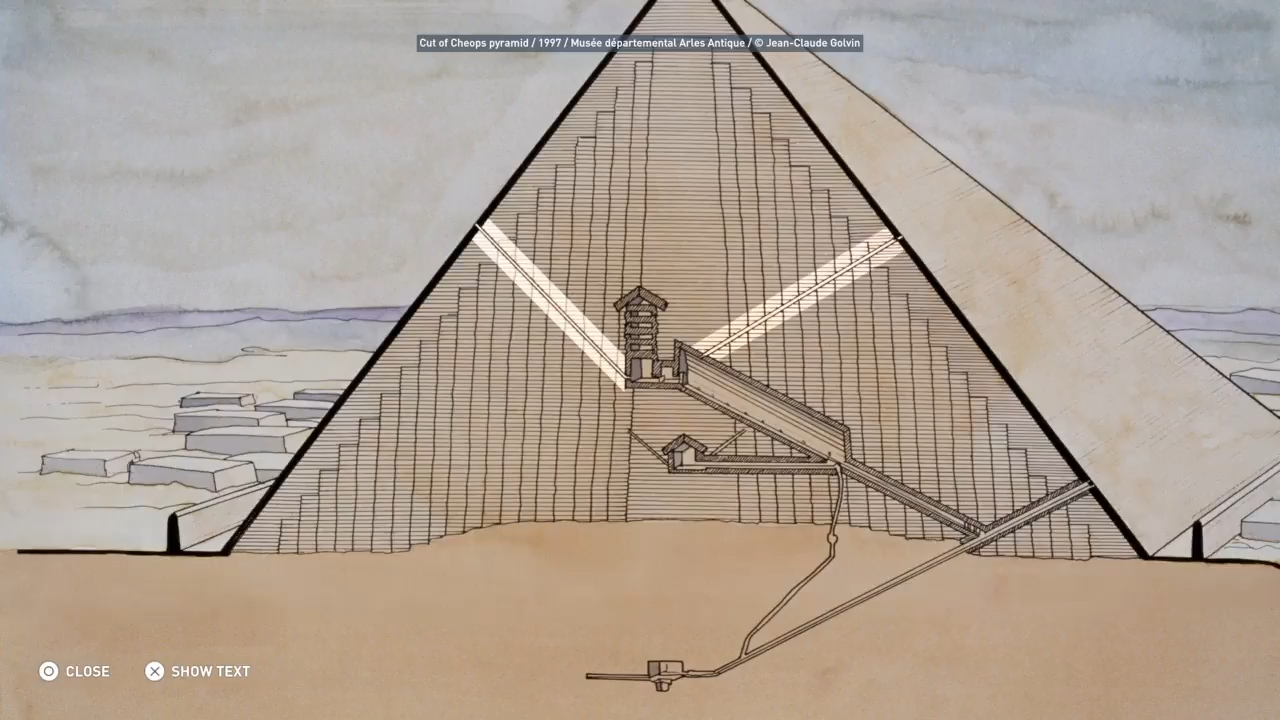 Cut of Cheops pyramid / 1997 / Musée départemental Arles Antique / © Jean-Claude Golvin
CLOSE
SHOW TEXT